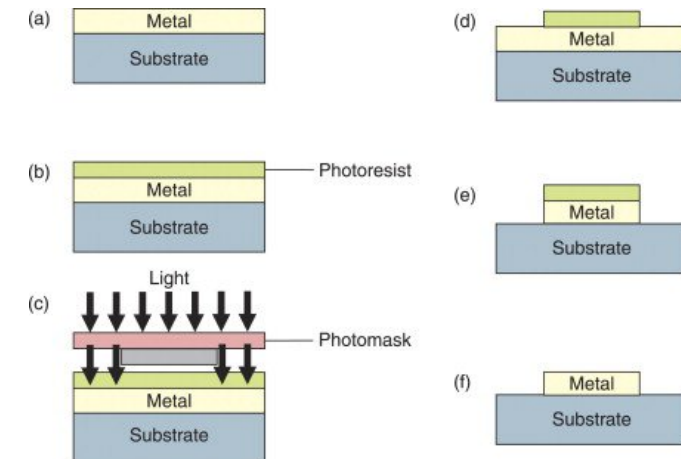 (a)
Metal
Substrate
(b)
Photoresist
Metal
Substrate
Light
(c)
Photomask
Metal
Substrate
(d)
Metal
Substrate
(e)
Metal
Substrate
(f)
Metal
Substrate